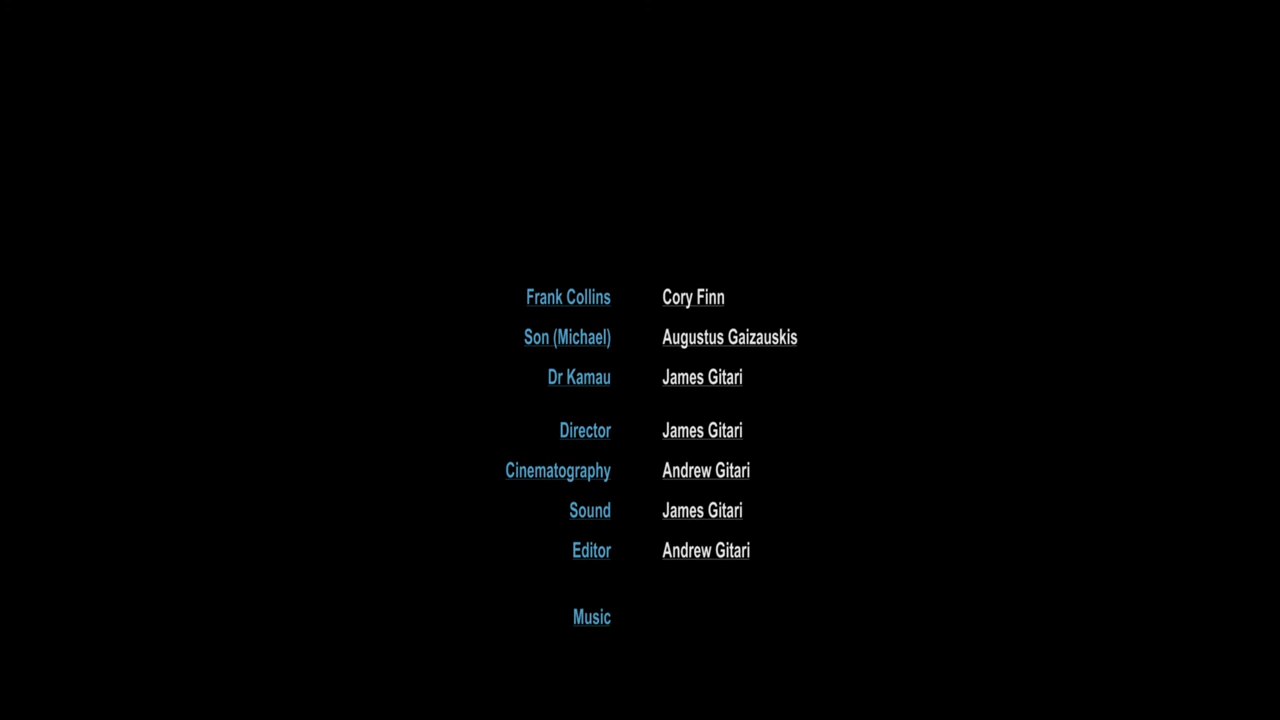 Frank Collins Cory Finn
Son (Michael) Augustus Gaizauskis
Dr Kamau James Gitari
Director James Gitari
Cinematography Andrew Gitari
Sound James Gitari
Editor Andrew Gitari
Music